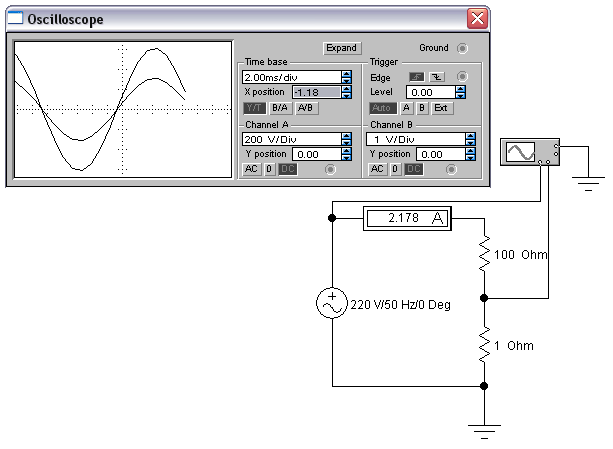 Oscilloscope
Expand
Ground
Time base
2.00ms/div
X position -1.18
Y/T B/A A/B
Trigger
Edge
Level 0.00
Auto A B Ext
Channel A
200 V/Div
Y position 0.00
AC 0 DC
Channel B
1 V/Div
Y position 0.00
AC 0 DC
2.178 A
100 Ohm
220 V/50 Hz/0 Deg
1 Ohm